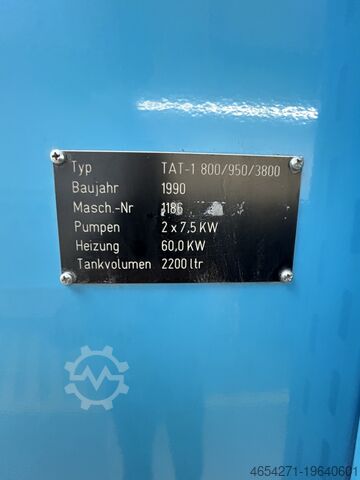 Typ TAT-1 800/950/3800
Baujahr 1990
Masch.-Nr 1186
Pumpen 2 x 7,5 KW
Heizung 60,0 KW
Tankvolumen 2200 ltr
4654271-19640601